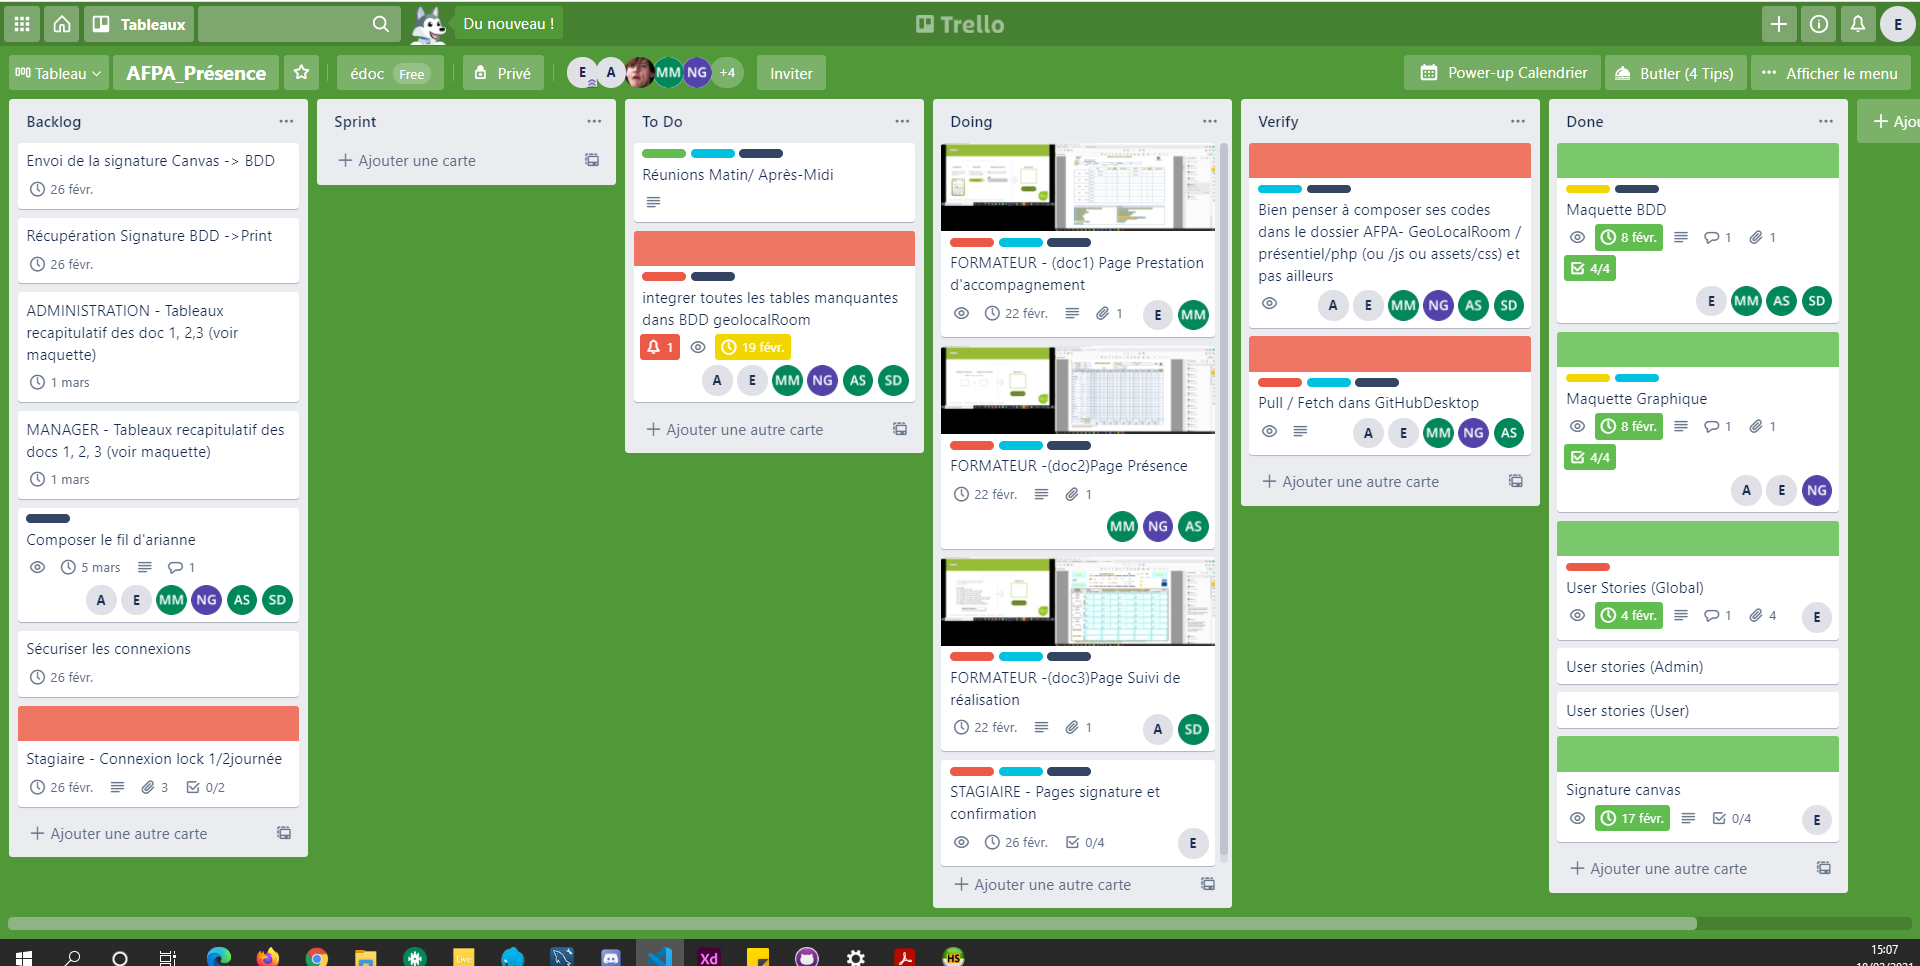 Tableaux
Du nouveau !
Trello
E
Tableau
AFPA_Présence
édoc Free
Privé
E A MM NG +4
Inviter
Power-up Calendrier
Butler (4 Tips)
Afficher le menu
Backlog
Envoi de la signature Canvas -> BDD
26 févr.
Récupération Signature BDD ->Print
26 févr.
ADMINISTRATION - Tableaux
recapitulatif des doc 1, 2,3 (voir
maquette)
1 mars
MANAGER - Tableaux recapitulatif des
docs 1, 2, 3 (voir maquette)
1 mars
Composer le fil d'arianne
5 mars 1
A E MM NG AS SD
Sécuriser les connexions
26 févr.
Stagiaire - Connexion lock 1/2journée
26 févr. 3 0/2
Ajouter une autre carte
Sprint
Ajouter une carte
To Do
Réunions Matin/ Après-Midi
integrer toutes les tables manquantes
dans BDD geolocalRoom
1 19 févr.
A E MM NG AS SD
Ajouter une autre carte
Doing
FORMATEUR - (doc1) Page Prestation
d'accompagnement
22 févr. 1 E MM
FORMATEUR -(doc2)Page Présence
22 févr. 1
MM NG AS
FORMATEUR -(doc3)Page Suivi de
réalisation
22 févr. 1 A SD
STAGIAIRE - Pages signature et
confirmation
26 févr. 0/4 E
Ajouter une autre carte
Verify
Bien penser à composer ses codes
dans le dossier AFPA- GeoLocalRoom /
présentiel/php (ou /js ou assets/css) et
pas ailleurs
A E MM NG AS SD
Pull / Fetch dans GitHubDesktop
A E MM NG AS
Ajouter une autre carte
Done
Maquette BDD
8 févr. 1 1
4/4
E MM AS SD
Maquette Graphique
8 févr. 1 1
4/4
A E NG
User Stories (Global)
4 févr. 1 4 E
User stories (Admin)
User stories (User)
Signature canvas
17 févr. 0/4 E
Ajouter une autre carte
Ajou
Live
Xd
HS
15:07